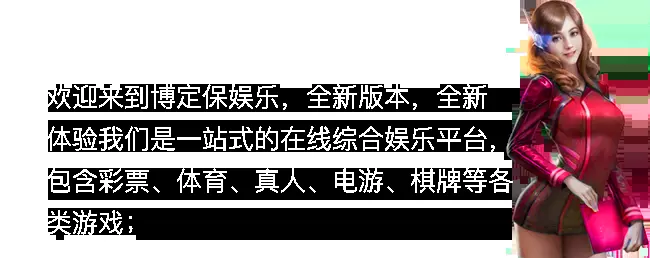 欢迎来到博定保娱乐，全新版本，全新
体验我们是一站式的在线综合娱乐平台，
包含彩票、体育、真人、电游、棋牌等各
类游戏；